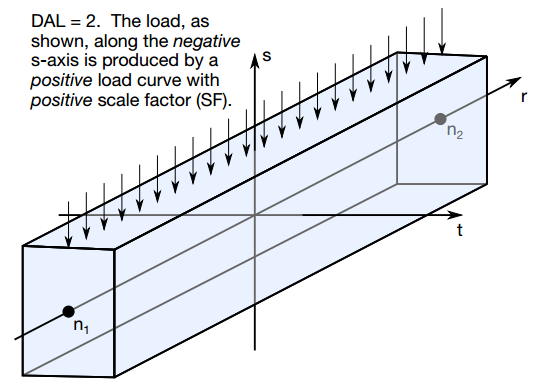 DAL = 2.  The load, as
shown, along the negative
s-axis is produced by a
positive load curve with
positive scale factor (SF).
s
r
n₂
t
n₁